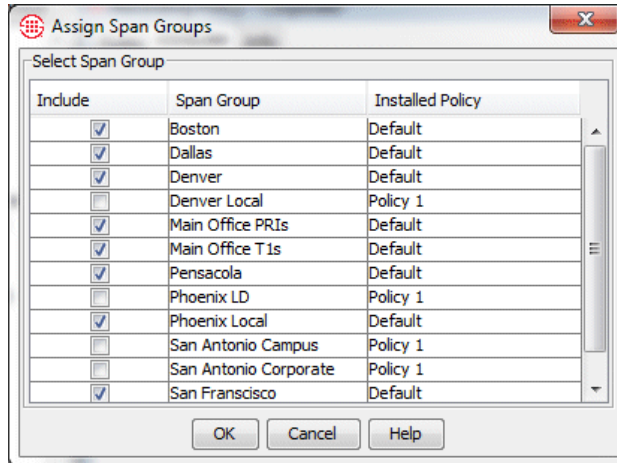 Assign Span Groups
Select Span Group
Include Span Group Installed Policy
Boston Default
Dallas Default
Denver Default
Denver Local Policy 1
Main Office PRIs Default
Main Office T1s Default
Pensacola Default
Phoenix LD Policy 1
Phoenix Local Default
San Antonio Campus Policy 1
San Antonio Corporate Policy 1
San Franscisco Default
OK Cancel Help